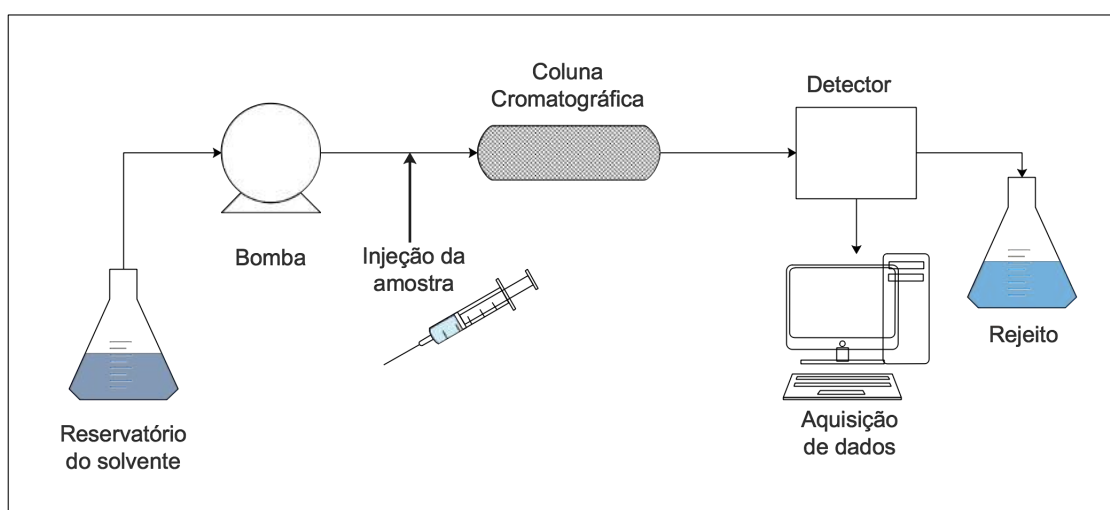 Coluna
Cromatográfica
Detector
Bomba
Injeção da
amostra
Rejeito
Reservatório
do solvente
Aquisição
de dados